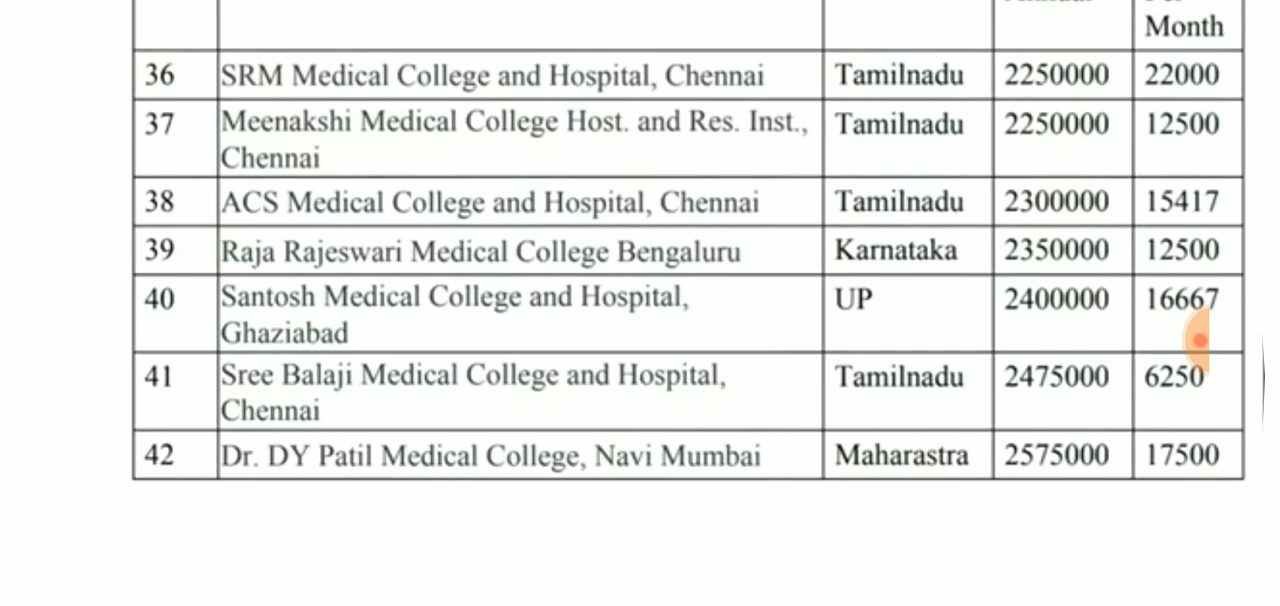 Month
36 SRM Medical College and Hospital, Chennai Tamilnadu 2250000 22000
37 Meenakshi Medical College Host. and Res. Inst., Tamilnadu 2250000 12500
Chennai
38 ACS Medical College and Hospital, Chennai Tamilnadu 2300000 15417
39 Raja Rajeswari Medical College Bengaluru Karnataka 2350000 12500
40 Santosh Medical College and Hospital, UP 2400000 16667
Ghaziabad
41 Sree Balaji Medical College and Hospital, Tamilnadu 2475000 6250
Chennai
42 Dr. DY Patil Medical College, Navi Mumbai Maharastra 2575000 17500